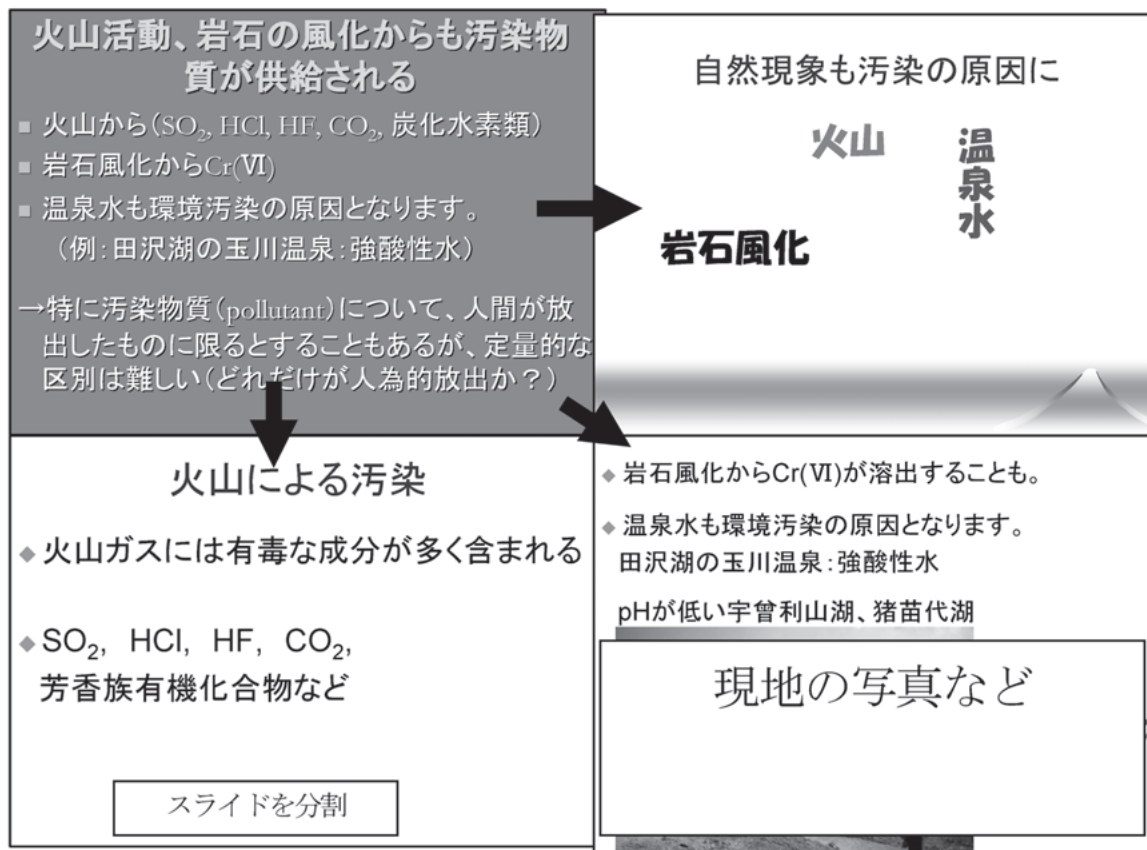 火山活動、岩石の風化からも汚染物
質が供給される
■ 火山から（SO₂, HCl, HF, CO₂, 炭化水素類）
■ 岩石風化からCr(Ⅵ)
■ 温泉水も環境汚染の原因となります。
（例：田沢湖の玉川温泉：強酸性水）
→特に汚染物質（pollutant）について、人間が放
出したものに限るとすることもあるが、定量的な
区別は難しい（どれだけが人為的放出か？）
自然現象も汚染の原因に
火山
温泉水
岩石風化
火山による汚染
◆ 火山ガスには有毒な成分が多く含まれる
◆ SO₂, HCl, HF, CO₂,
芳香族有機化合物など
スライドを分割
◆ 岩石風化からCr(Ⅵ)が溶出することも。
◆ 温泉水も環境汚染の原因となります。
田沢湖の玉川温泉：強酸性水
pHが低い宇曾利山湖、猪苗代湖
現地の写真など